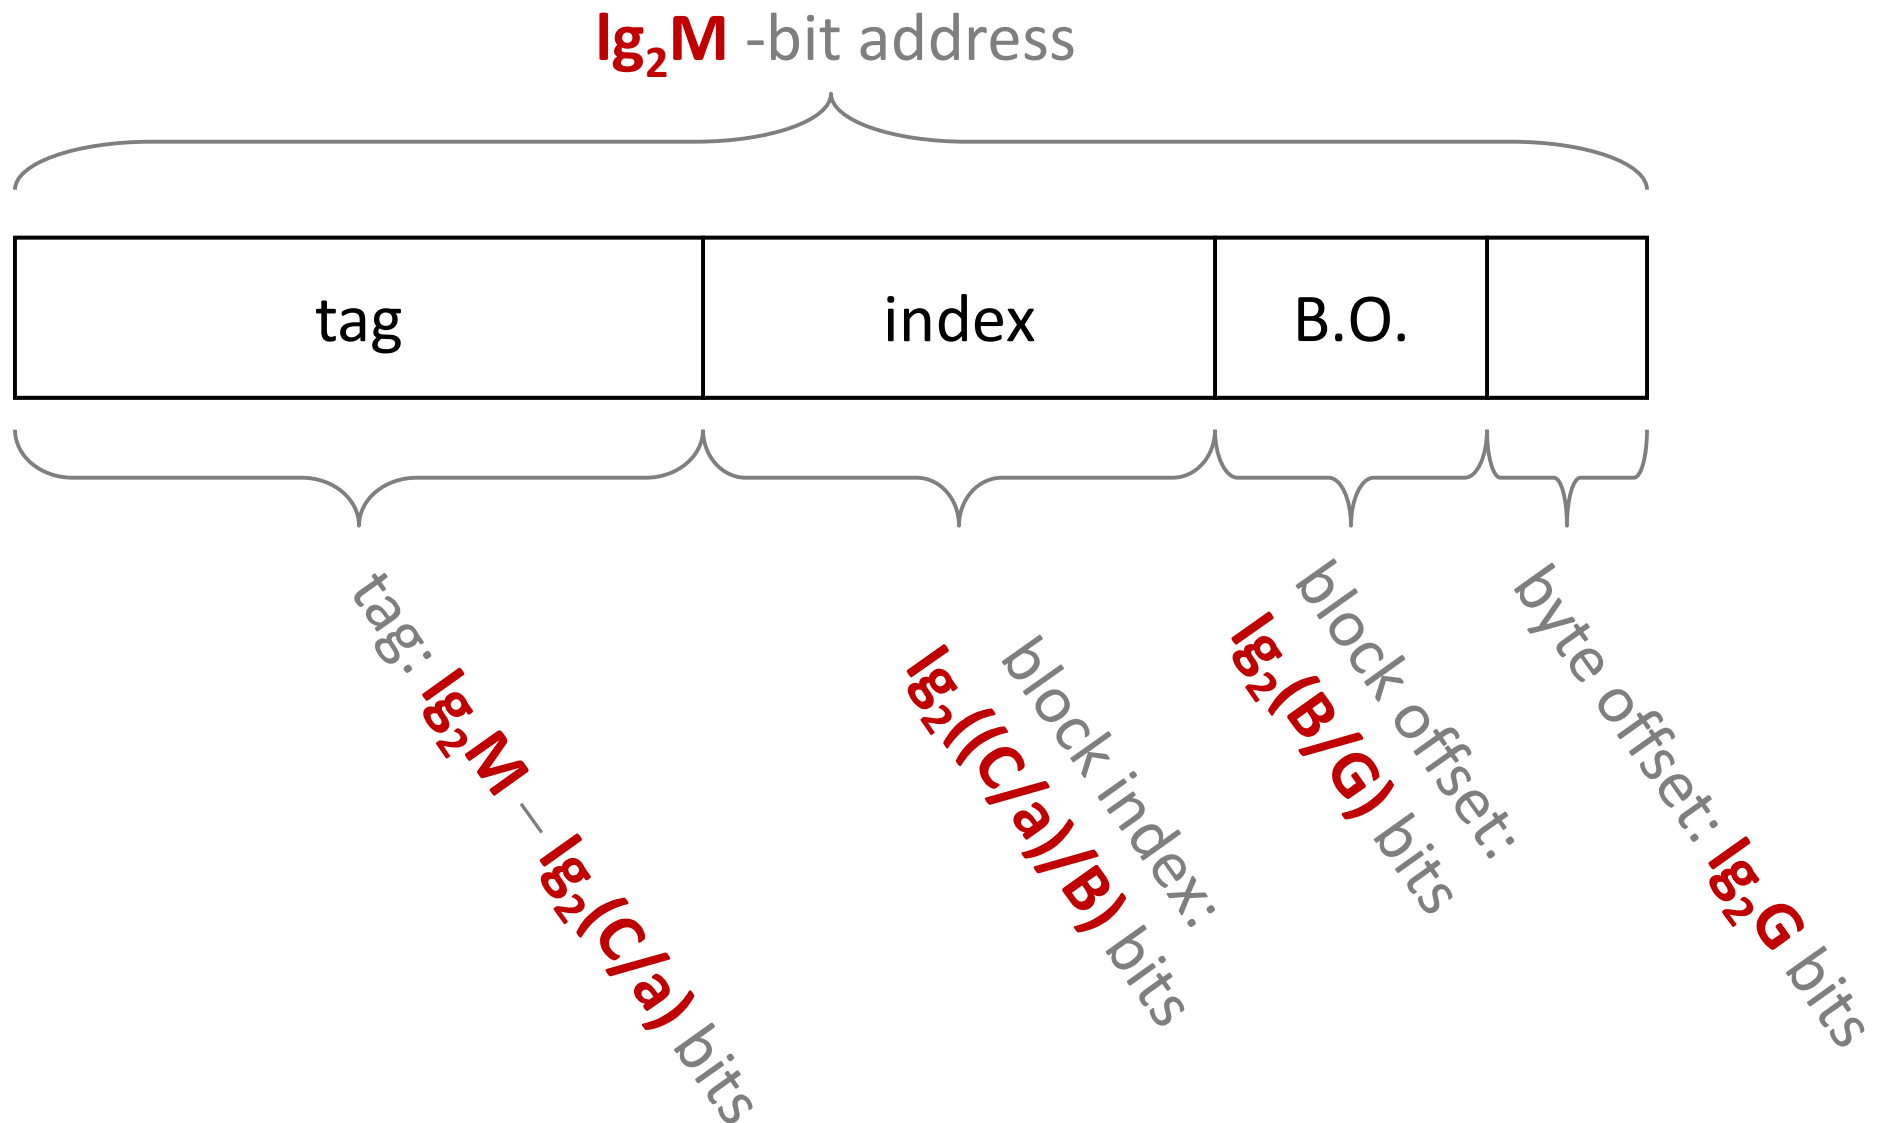 lg₂M -bit address
tag
index
B.O.
tag: lg₂M – lg₂(C/a) bits
block index:
lg₂(((C/a)/B) bits
block offset:
lg₂(B/G) bits
byte offset: lg₂G bits